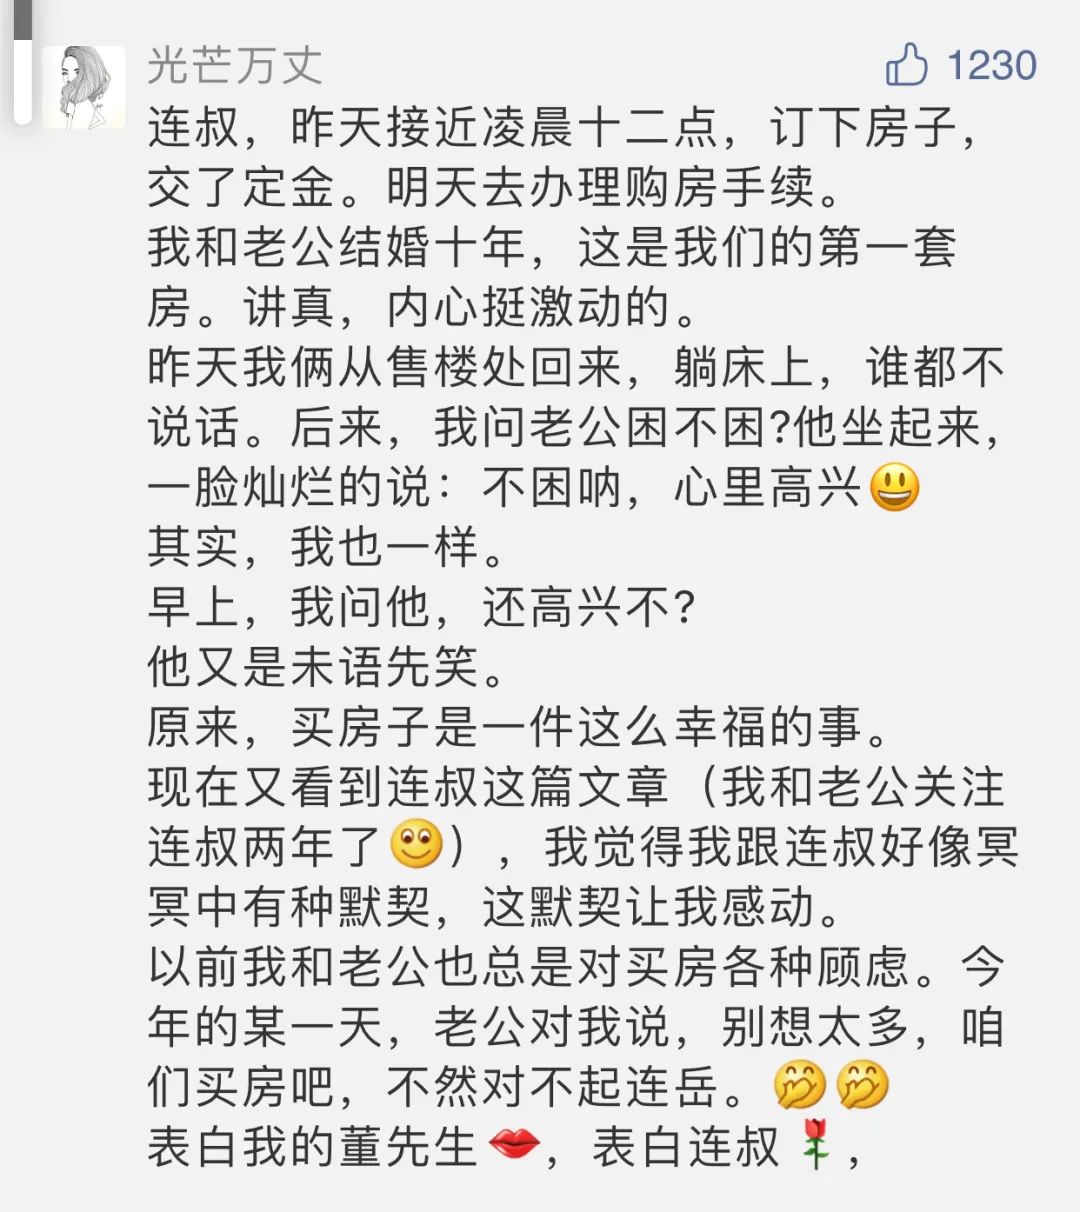 光芒万丈
1230
连叔，昨天接近凌晨十二点，订下房子，
交了定金。明天去办理购房手续。
我和老公结婚十年，这是我们的第一套
房。讲真，内心挺激动的。
昨天我俩从售楼处回来，躺床上，谁都不
说话。后来，我问老公困不困?他坐起来，
一脸灿烂的说：不困呐，心里高兴😃
其实，我也一样。
早上，我问他，还高兴不?
他又是未语先笑。
原来，买房子是一件这么幸福的事。
现在又看到连叔这篇文章（我和老公关注
连叔两年了🙂），我觉得我跟连叔好像冥
冥中有种默契，这默契让我感动。
以前我和老公也总是对买房各种顾虑。今
年的某一天，老公对我说，别想太多，咱
们买房吧，不然对不起连岳。🤭🤭
表白我的董先生💋，表白连叔🌹，